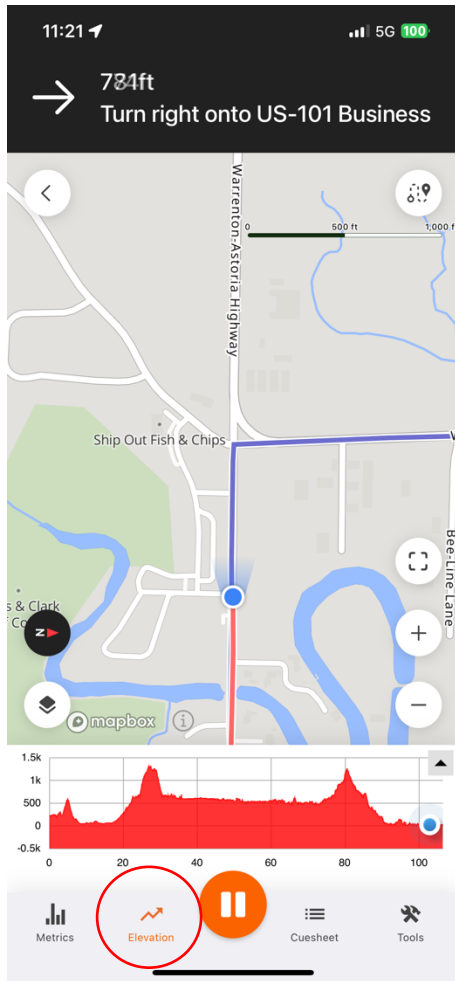 11:21
5G 100
Turn right onto US-101 Business
Warrenton-Astoria Highway
0 500 ft 1,000 f
Ship Out Fish & Chips
Bee-Line Lane
s & Clark
Co
z
mapbox
i
1.5k
1k
500
0
-0.5k
0 20 40 60 80 100
Metrics
Elevation
Cuesheet
Tools